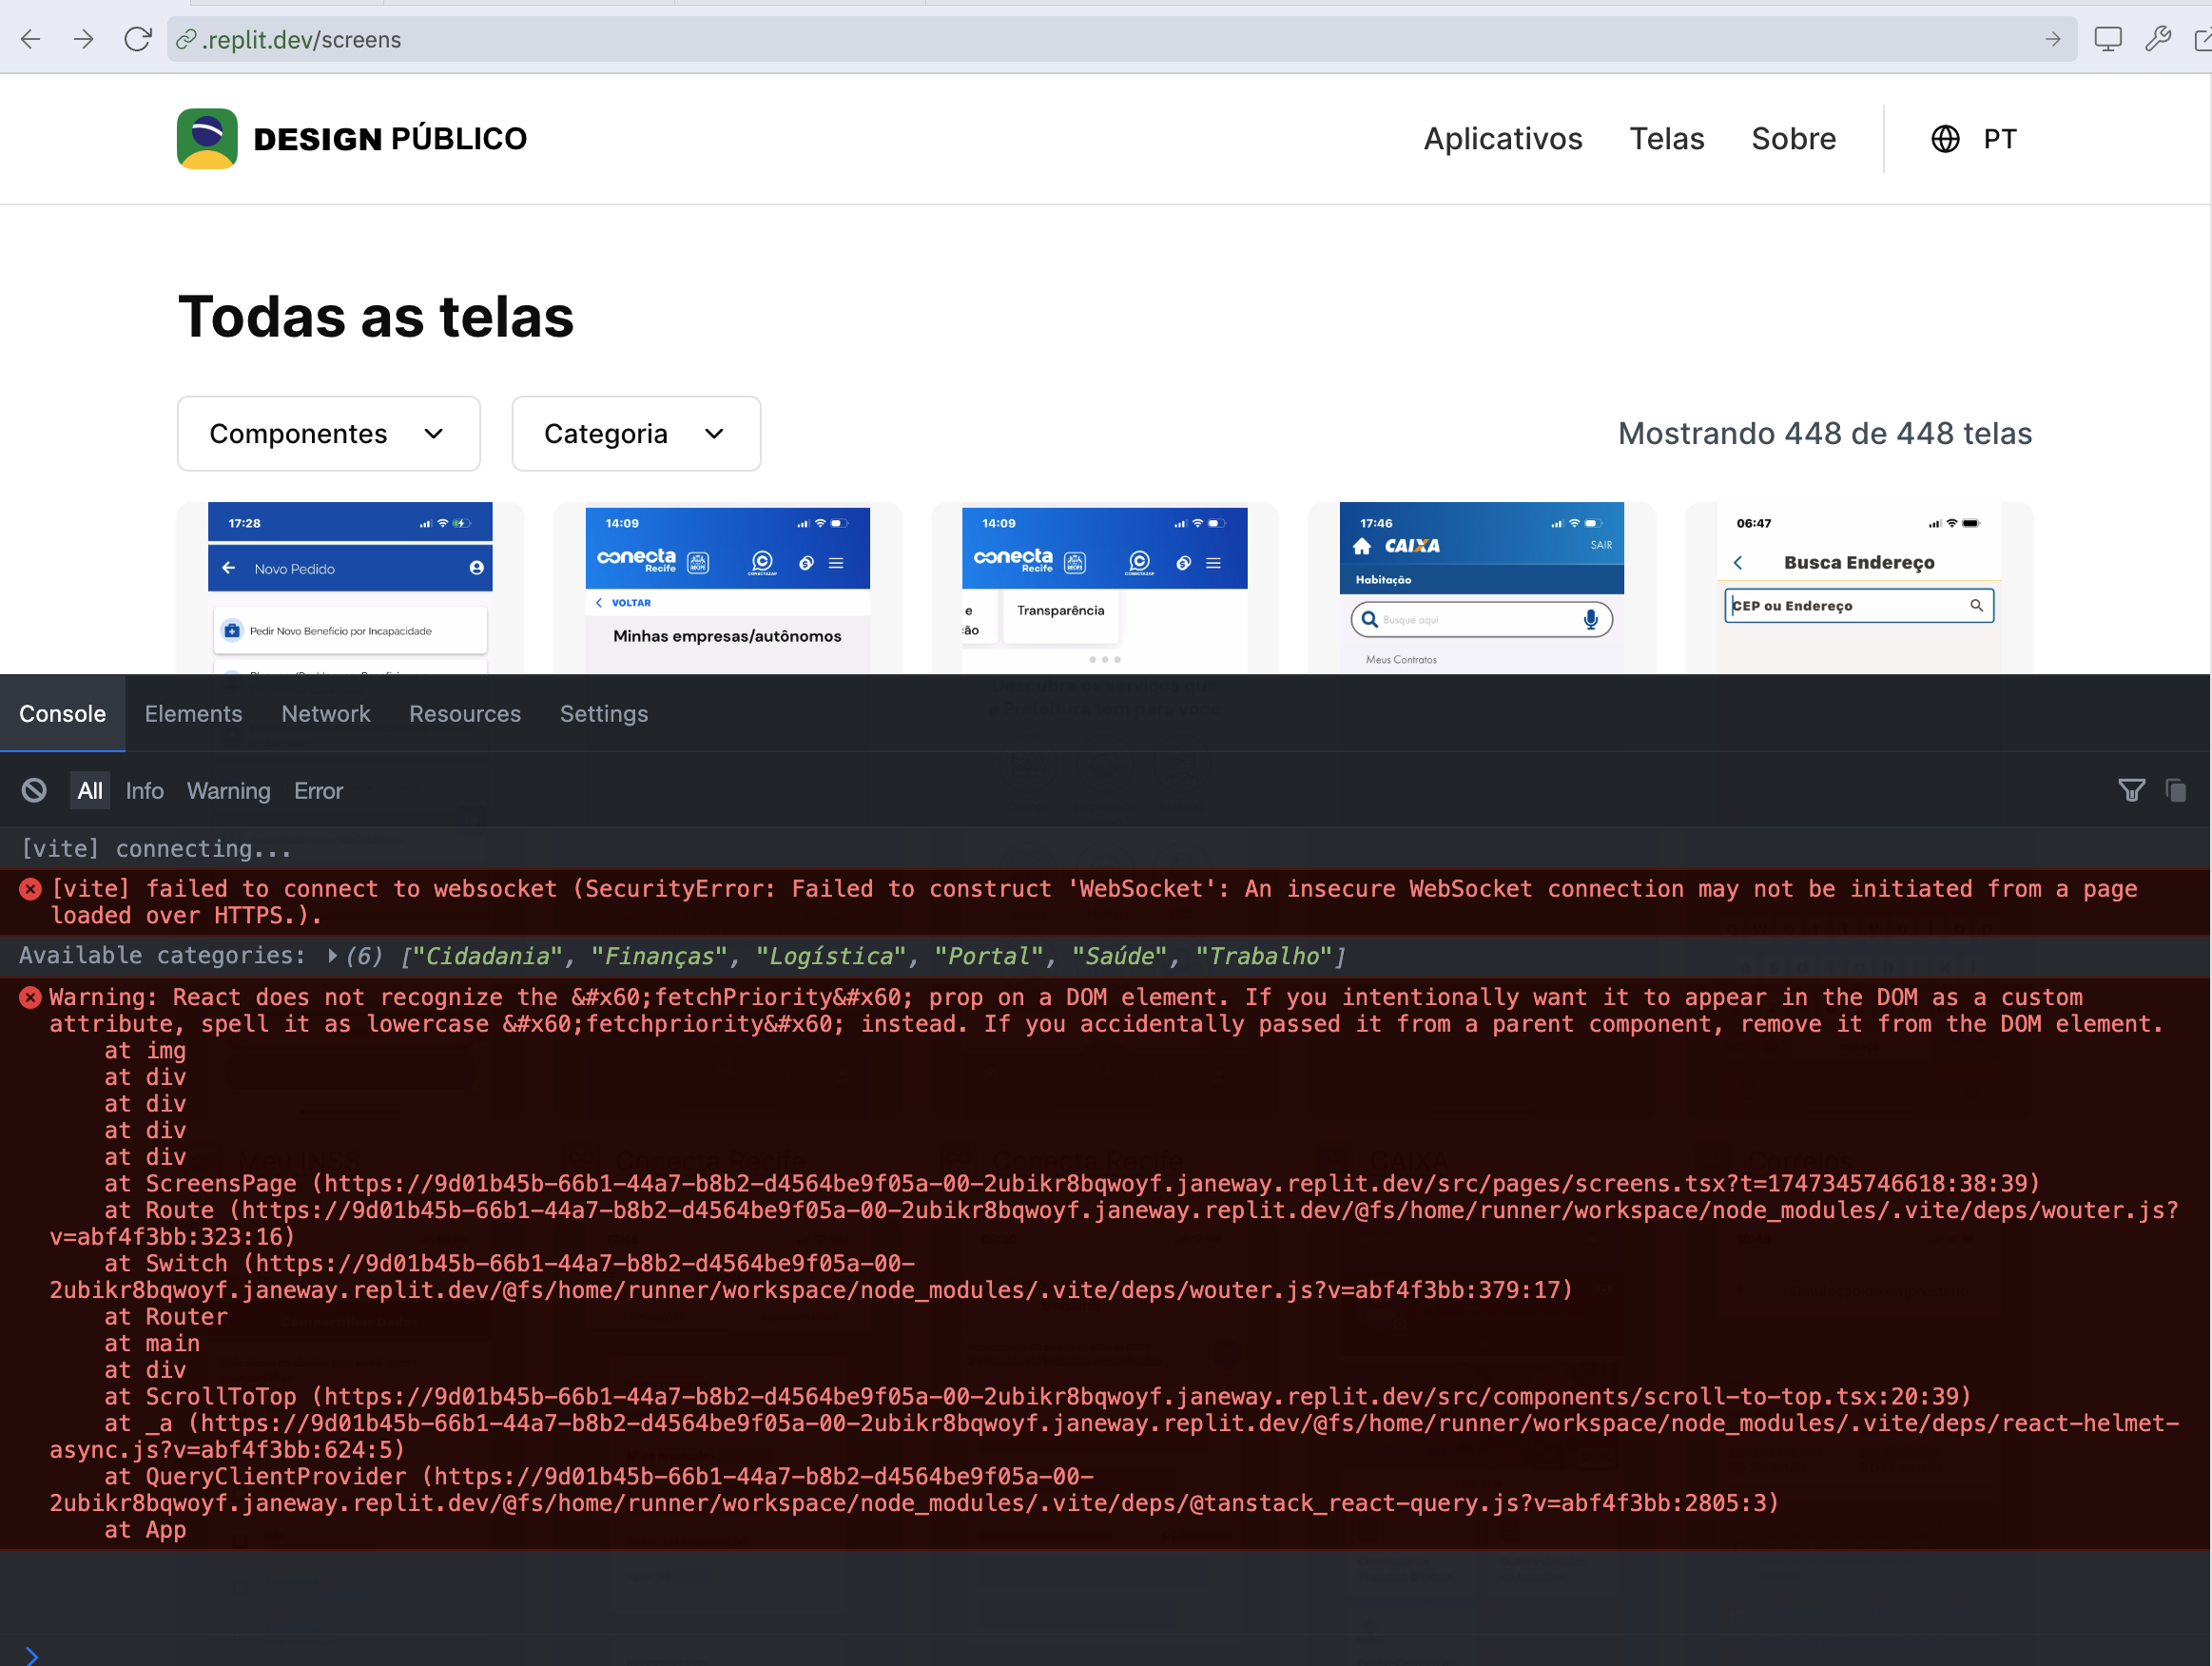 .replit.dev/screens
DESIGN PÚBLICO
Aplicativos Telas Sobre PT
Todas as telas
Componentes Categoria Mostrando 448 de 448 telas
17:28
Novo Pedido
Pedir Novo Benefício por Incapacidade
14:09
conecta
Recife
RECIFE
CONECTAZAP
VOLTAR
Minhas empresas/autônomos
14:09
conecta
Recife
RECIFE
CONECTAZAP
e
ão
Transparência
17:46
CAIXA
SAIR
Habitação
Busque aqui
Meus Contratos
06:47
Busca Endereço
CEP ou Endereço
Console Elements Network Resources Settings
All Info Warning Error
[vite] connecting...
[vite] failed to connect to websocket (SecurityError: Failed to construct 'WebSocket': An insecure WebSocket connection may not be initiated from a page
loaded over HTTPS.).
Available categories: (6) ["Cidadania", "Finanças", "Logística", "Portal", "Saúde", "Trabalho"]
Warning: React does not recognize the &#x60;fetchPriority&#x60; prop on a DOM element. If you intentionally want it to appear in the DOM as a custom
attribute, spell it as lowercase &#x60;fetchpriority&#x60; instead. If you accidentally passed it from a parent component, remove it from the DOM element.
at img
at div
at div
at div
at div
at ScreensPage (https://9d01b45b-66b1-44a7-b8b2-d4564be9f05a-00-2ubikr8bqwoyf.janeway.replit.dev/src/pages/screens.tsx?t=1747345746618:38:39)
at Route (https://9d01b45b-66b1-44a7-b8b2-d4564be9f05a-00-2ubikr8bqwoyf.janeway.replit.dev/@fs/home/runner/workspace/node_modules/.vite/deps/wouter.js?
v=abf4f3bb:323:16)
at Switch (https://9d01b45b-66b1-44a7-b8b2-d4564be9f05a-00-
2ubikr8bqwoyf.janeway.replit.dev/@fs/home/runner/workspace/node_modules/.vite/deps/wouter.js?v=abf4f3bb:379:17)
at Router
at main
at div
at ScrollToTop (https://9d01b45b-66b1-44a7-b8b2-d4564be9f05a-00-2ubikr8bqwoyf.janeway.replit.dev/src/components/scroll-to-top.tsx:20:39)
at _a (https://9d01b45b-66b1-44a7-b8b2-d4564be9f05a-00-2ubikr8bqwoyf.janeway.replit.dev/@fs/home/runner/workspace/node_modules/.vite/deps/react-helmet-
async.js?v=abf4f3bb:624:5)
at QueryClientProvider (https://9d01b45b-66b1-44a7-b8b2-d4564be9f05a-00-
2ubikr8bqwoyf.janeway.replit.dev/@fs/home/runner/workspace/node_modules/.vite/deps/@tanstack_react-query.js?v=abf4f3bb:2805:3)
at App